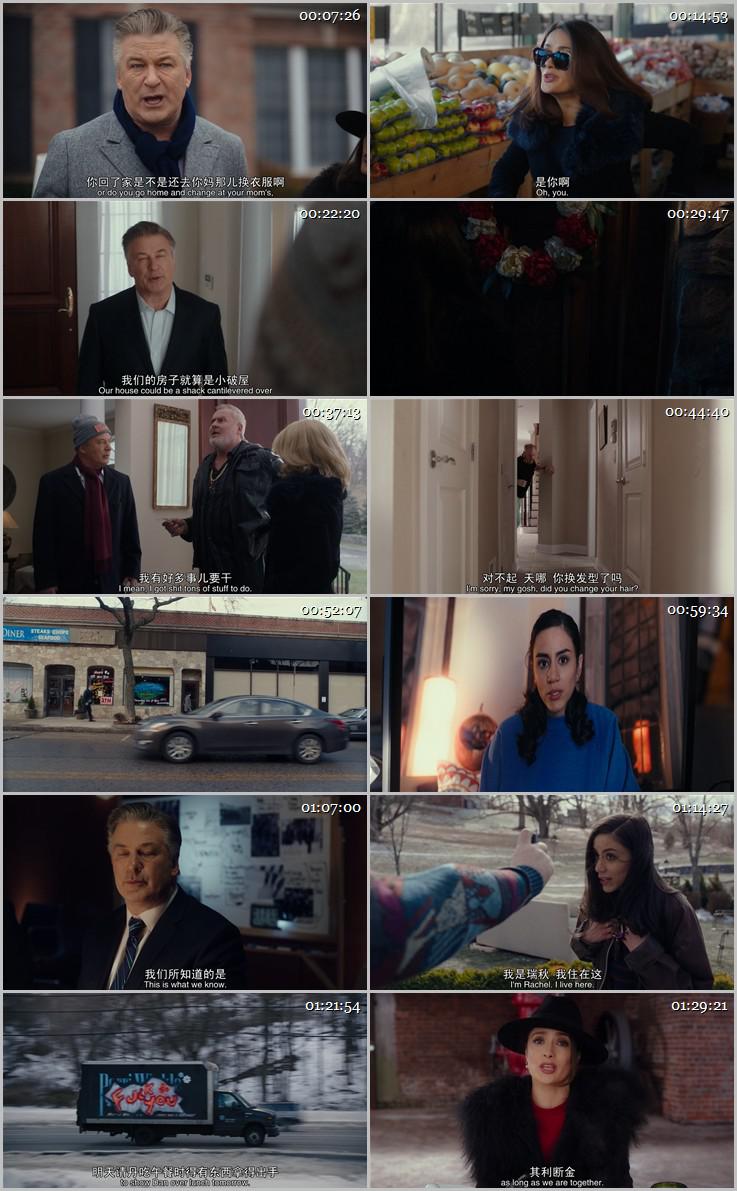 00:07:26
你回了家是不是还去你妈那儿换衣服啊
or do you go home and change at your mom's,
00:14:53
是你啊
Oh, you.
00:22:20
我们的房子就算是小破屋
Our house could be a shack cantilevered over
00:29:47
00:37:13
我有好多事儿要干
I mean, I got shit tons of stuff to do.
00:44:40
对不起 天哪 你换发型了吗
I'm sorry, my gosh, did you change your hair?
00:52:07
DINER
STEAKS CHOPS
SEAFOOD
ATM
00:59:34
01:07:00
我们所知道的是
This is what we know.
01:14:27
我是瑞秋 我住在这
I'm Rachel. I live here.
01:21:54
FUCK YOU
明天请丹吃午餐时得有东西拿得出手
to show Dan over lunch tomorrow.
01:29:21
其利断金
as long as we are together.